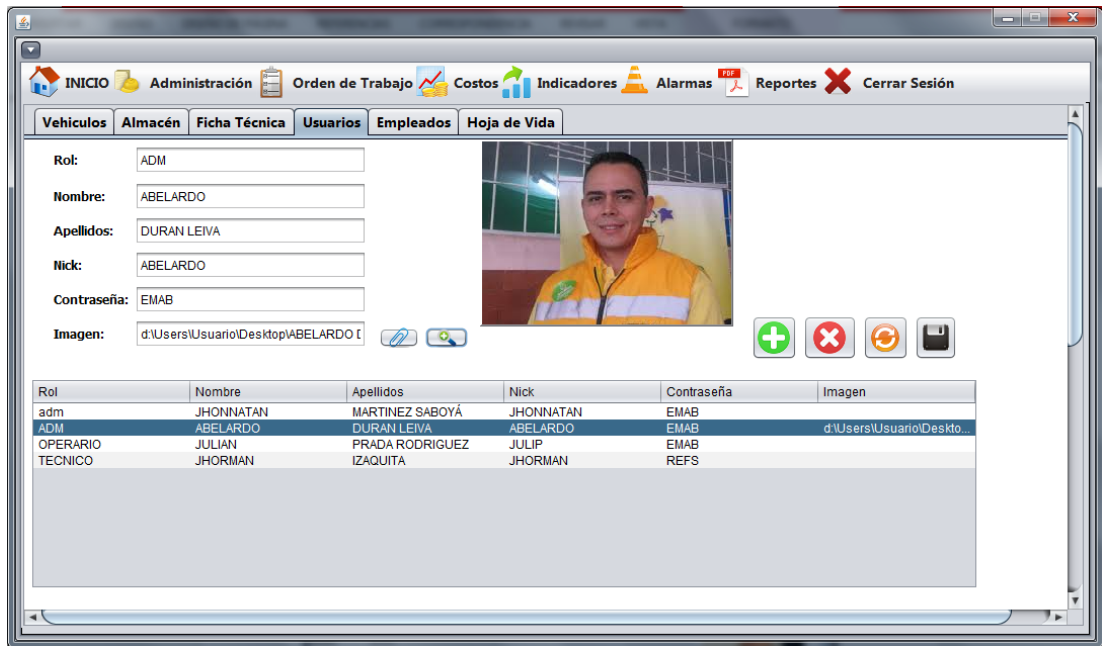 INICIO Administración Orden de Trabajo Costos Indicadores Alarmas PDF Reportes Cerrar Sesión
Vehiculos Almacén Ficha Técnica Usuarios Empleados Hoja de Vida
Rol: ADM
Nombre: ABELARDO
Apellidos: DURAN LEIVA
Nick: ABELARDO
Contraseña: EMAB
Imagen: d:\Users\Usuario\Desktop\ABELARDO D
Rol Nombre Apellidos Nick Contraseña Imagen
adm JHONNATAN MARTINEZ SABOYÁ JHONNATAN EMAB
ADM ABELARDO DURAN LEIVA ABELARDO EMAB d:\Users\Usuario\Deskto...
OPERARIO JULIAN PRADA RODRIGUEZ JULIP EMAB
TECNICO JHORMAN IZAQUITA JHORMAN REFS